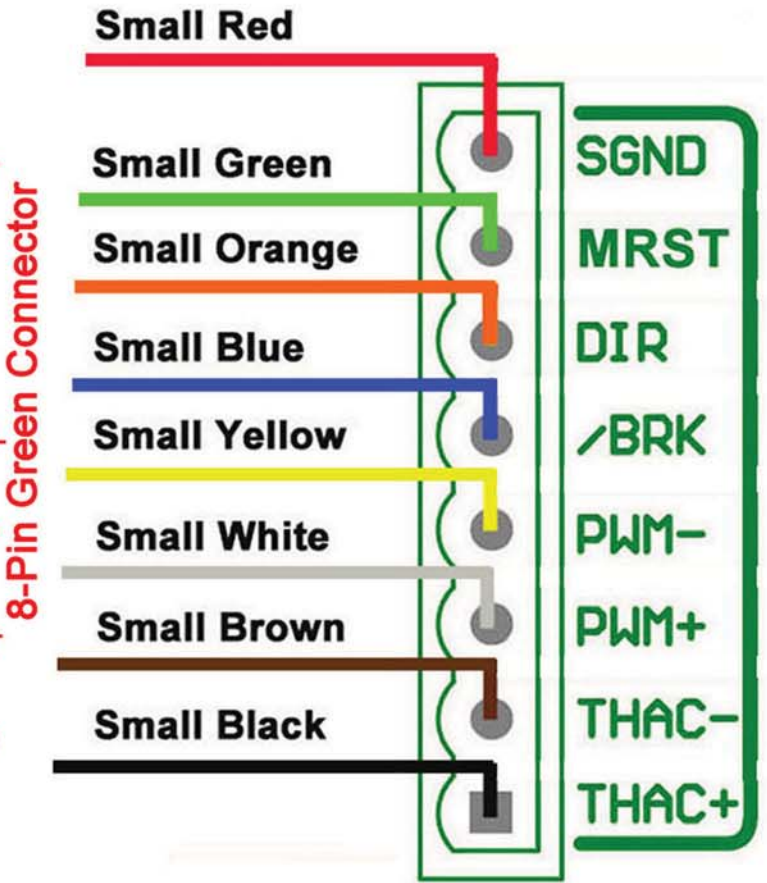 Small Red
SGND
Small Green
MRST
Small Orange
DIR
Small Blue
/BRK
Small Yellow
PWM-
Small White
PWM+
Small Brown
THAC-
Small Black
THAC+
8-Pin Green Connector